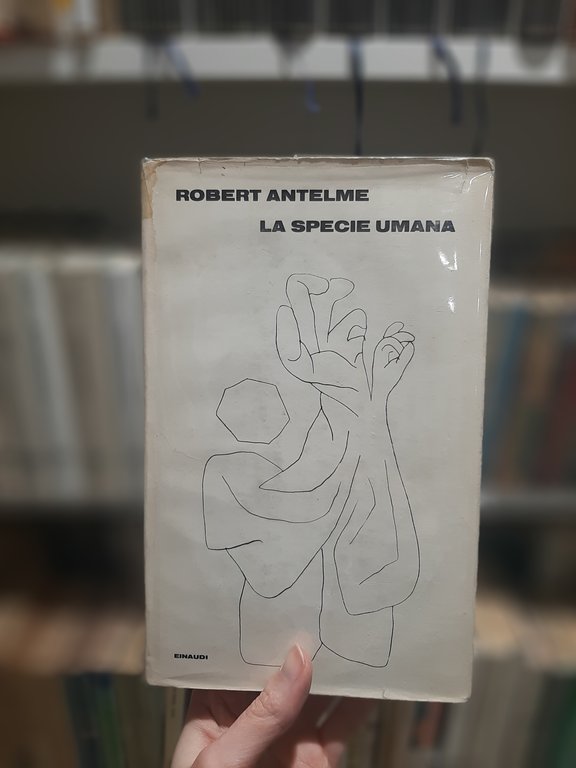 ROBERT ANTELME
LA SPECIE UMANA
EINAUDI